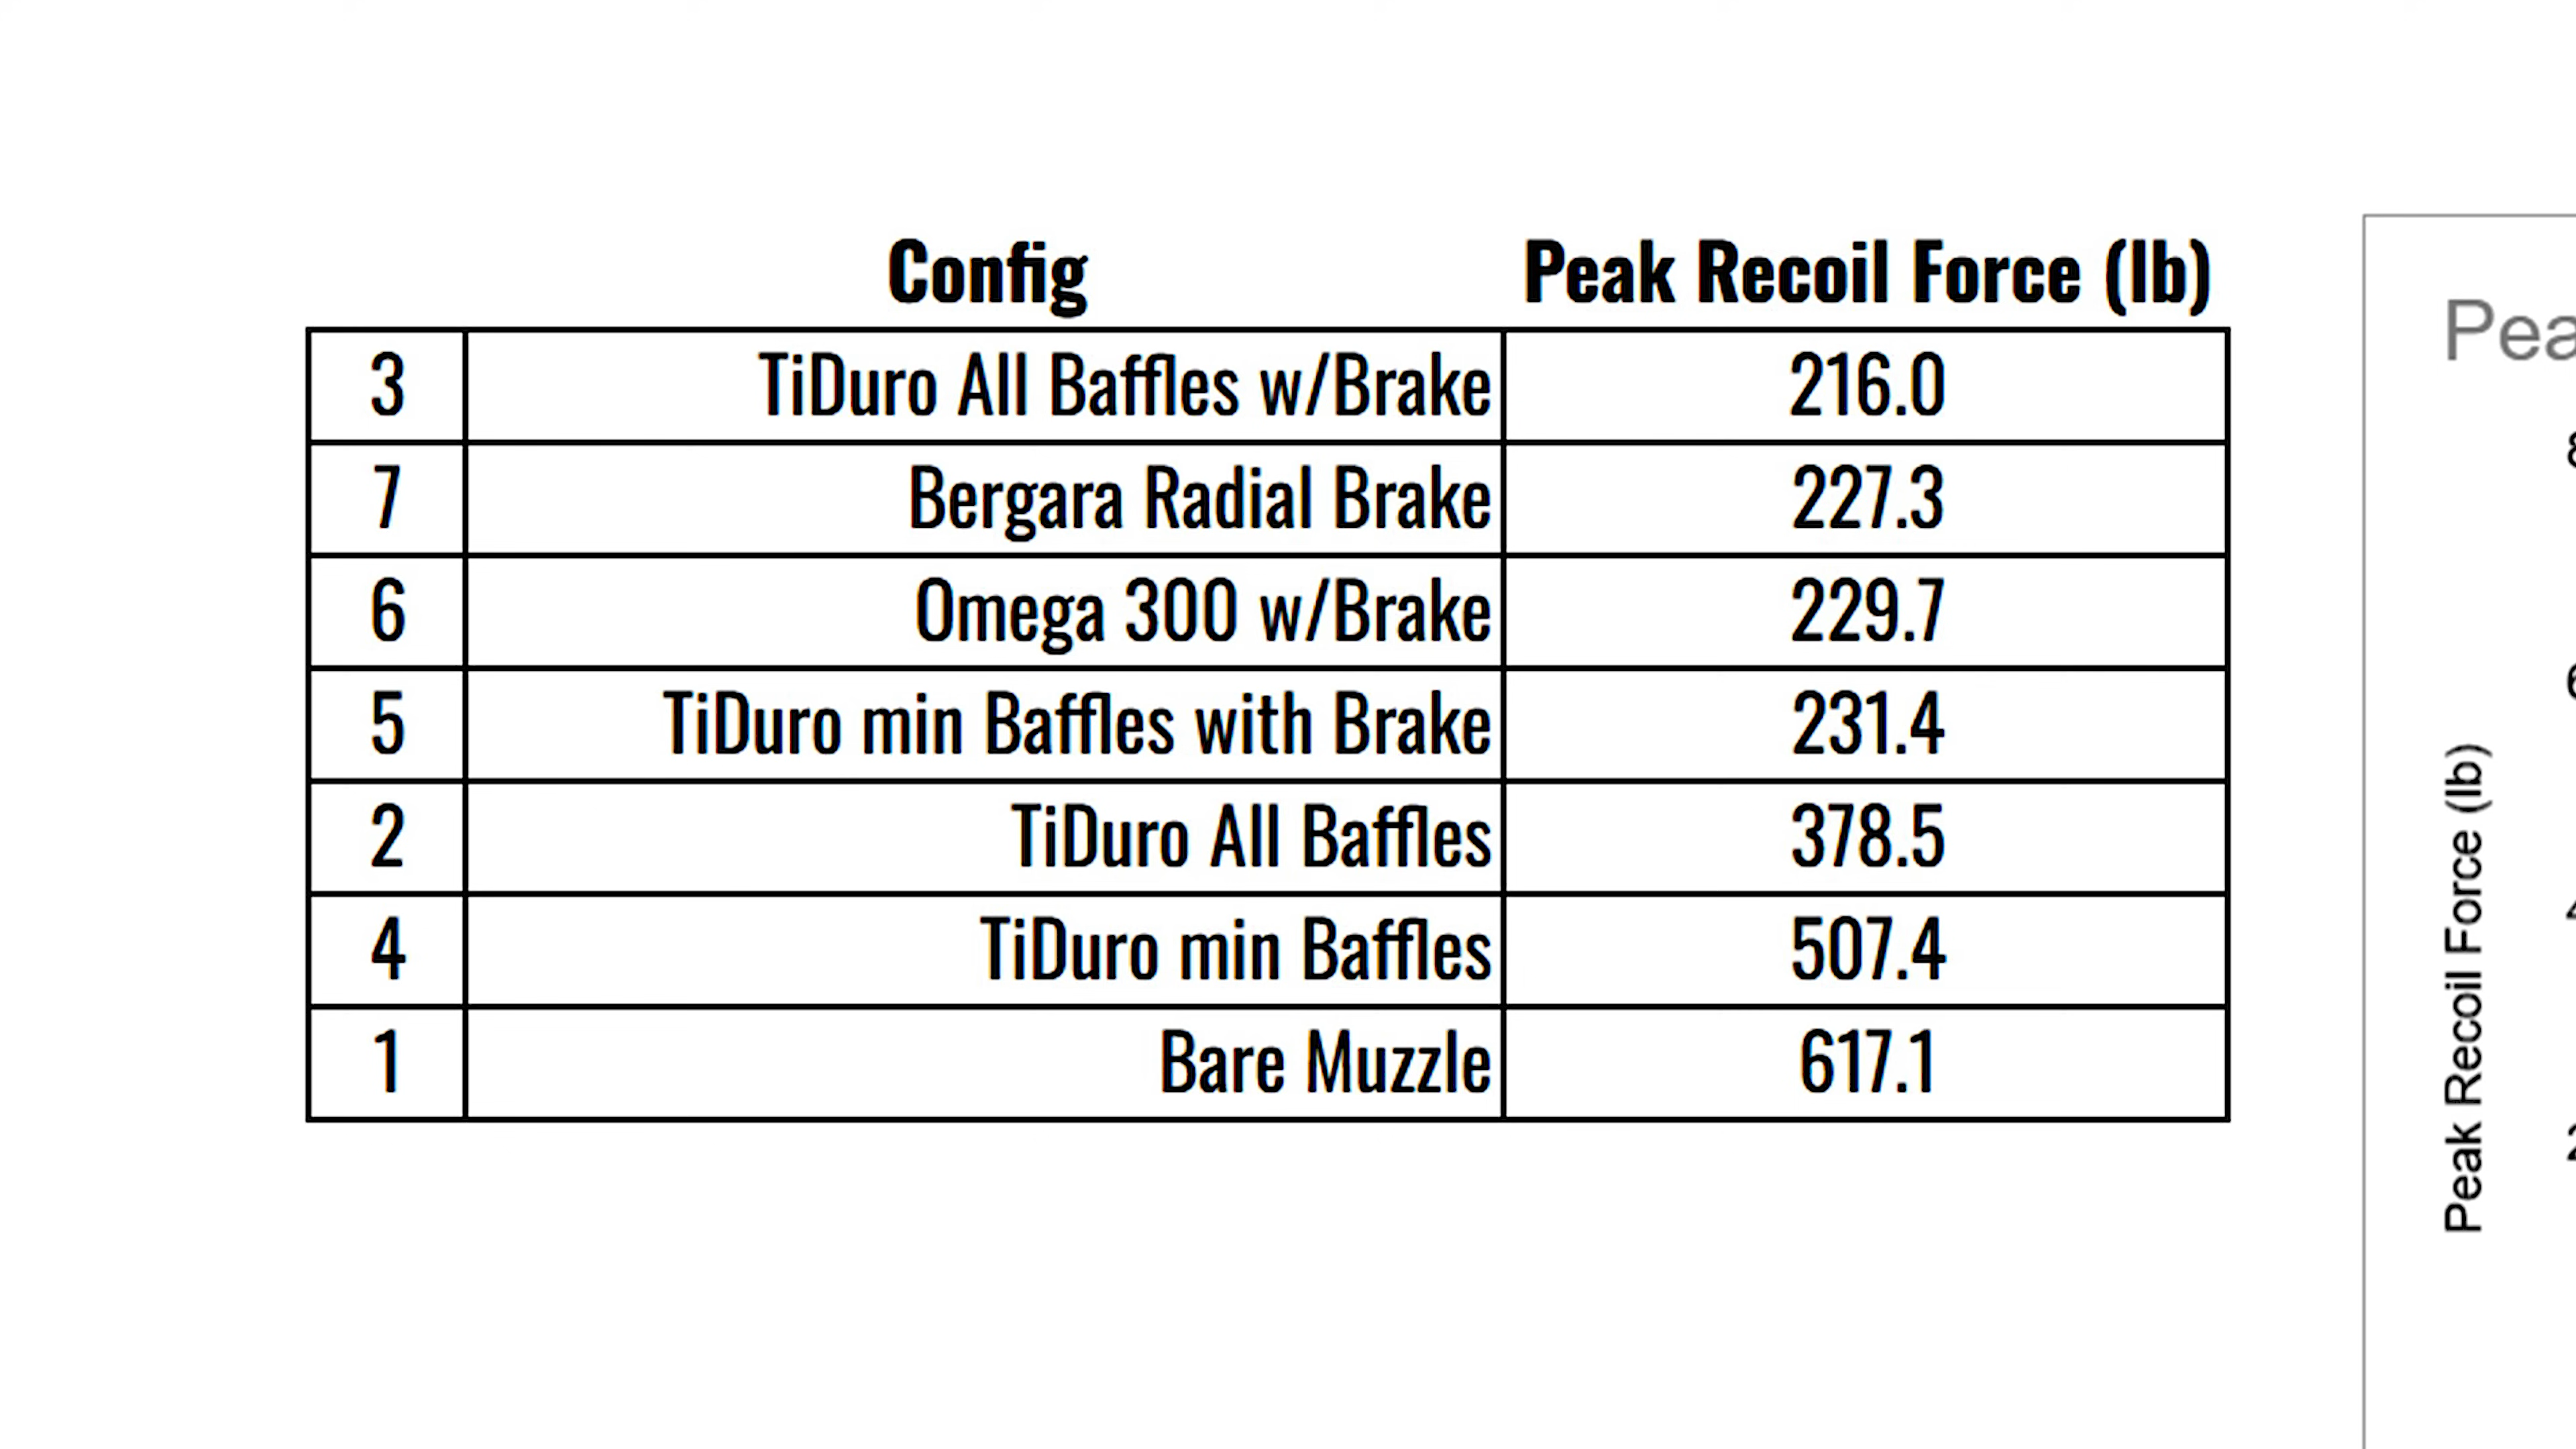 Config Peak Recoil Force (lb)
3 TiDuro All Baffles w/Brake 216.0
7 Bergara Radial Brake 227.3
6 Omega 300 w/Brake 229.7
5 TiDuro min Baffles with Brake 231.4
2 TiDuro All Baffles 378.5
4 TiDuro min Baffles 507.4
1 Bare Muzzle 617.1
Peak Recoil Force (lb)